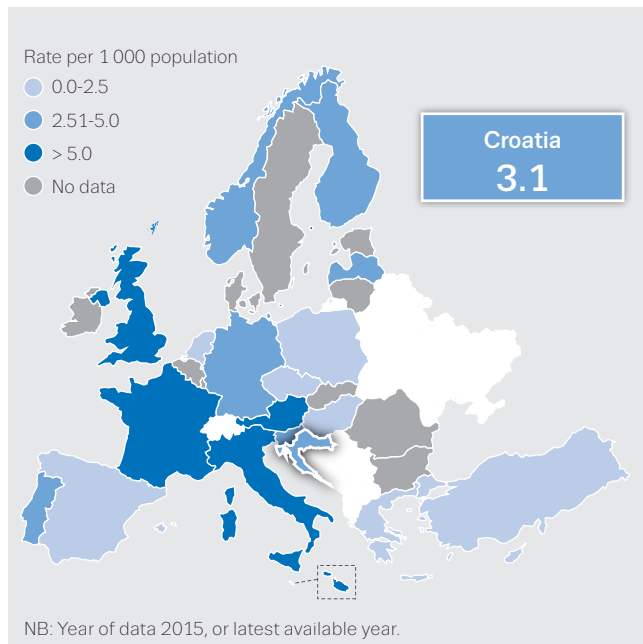 Rate per 1 000 population
0.0-2.5
2.51-5.0
> 5.0
No data
Croatia
3.1
NB: Year of data 2015, or latest available year.